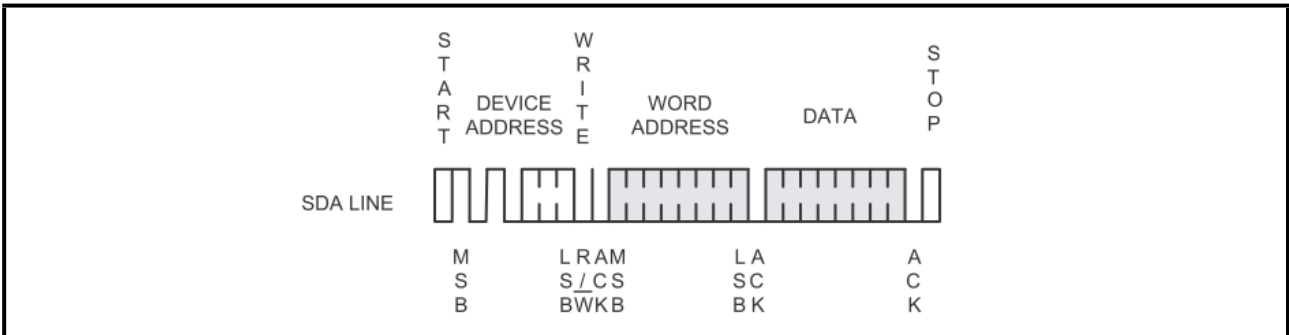 START
WRITE
STOP
DEVICE
ADDRESS
WORD
ADDRESS
DATA
SDA LINE
MSB
LSB
R/W
ACK
MSB
LSB
ACK
ACK